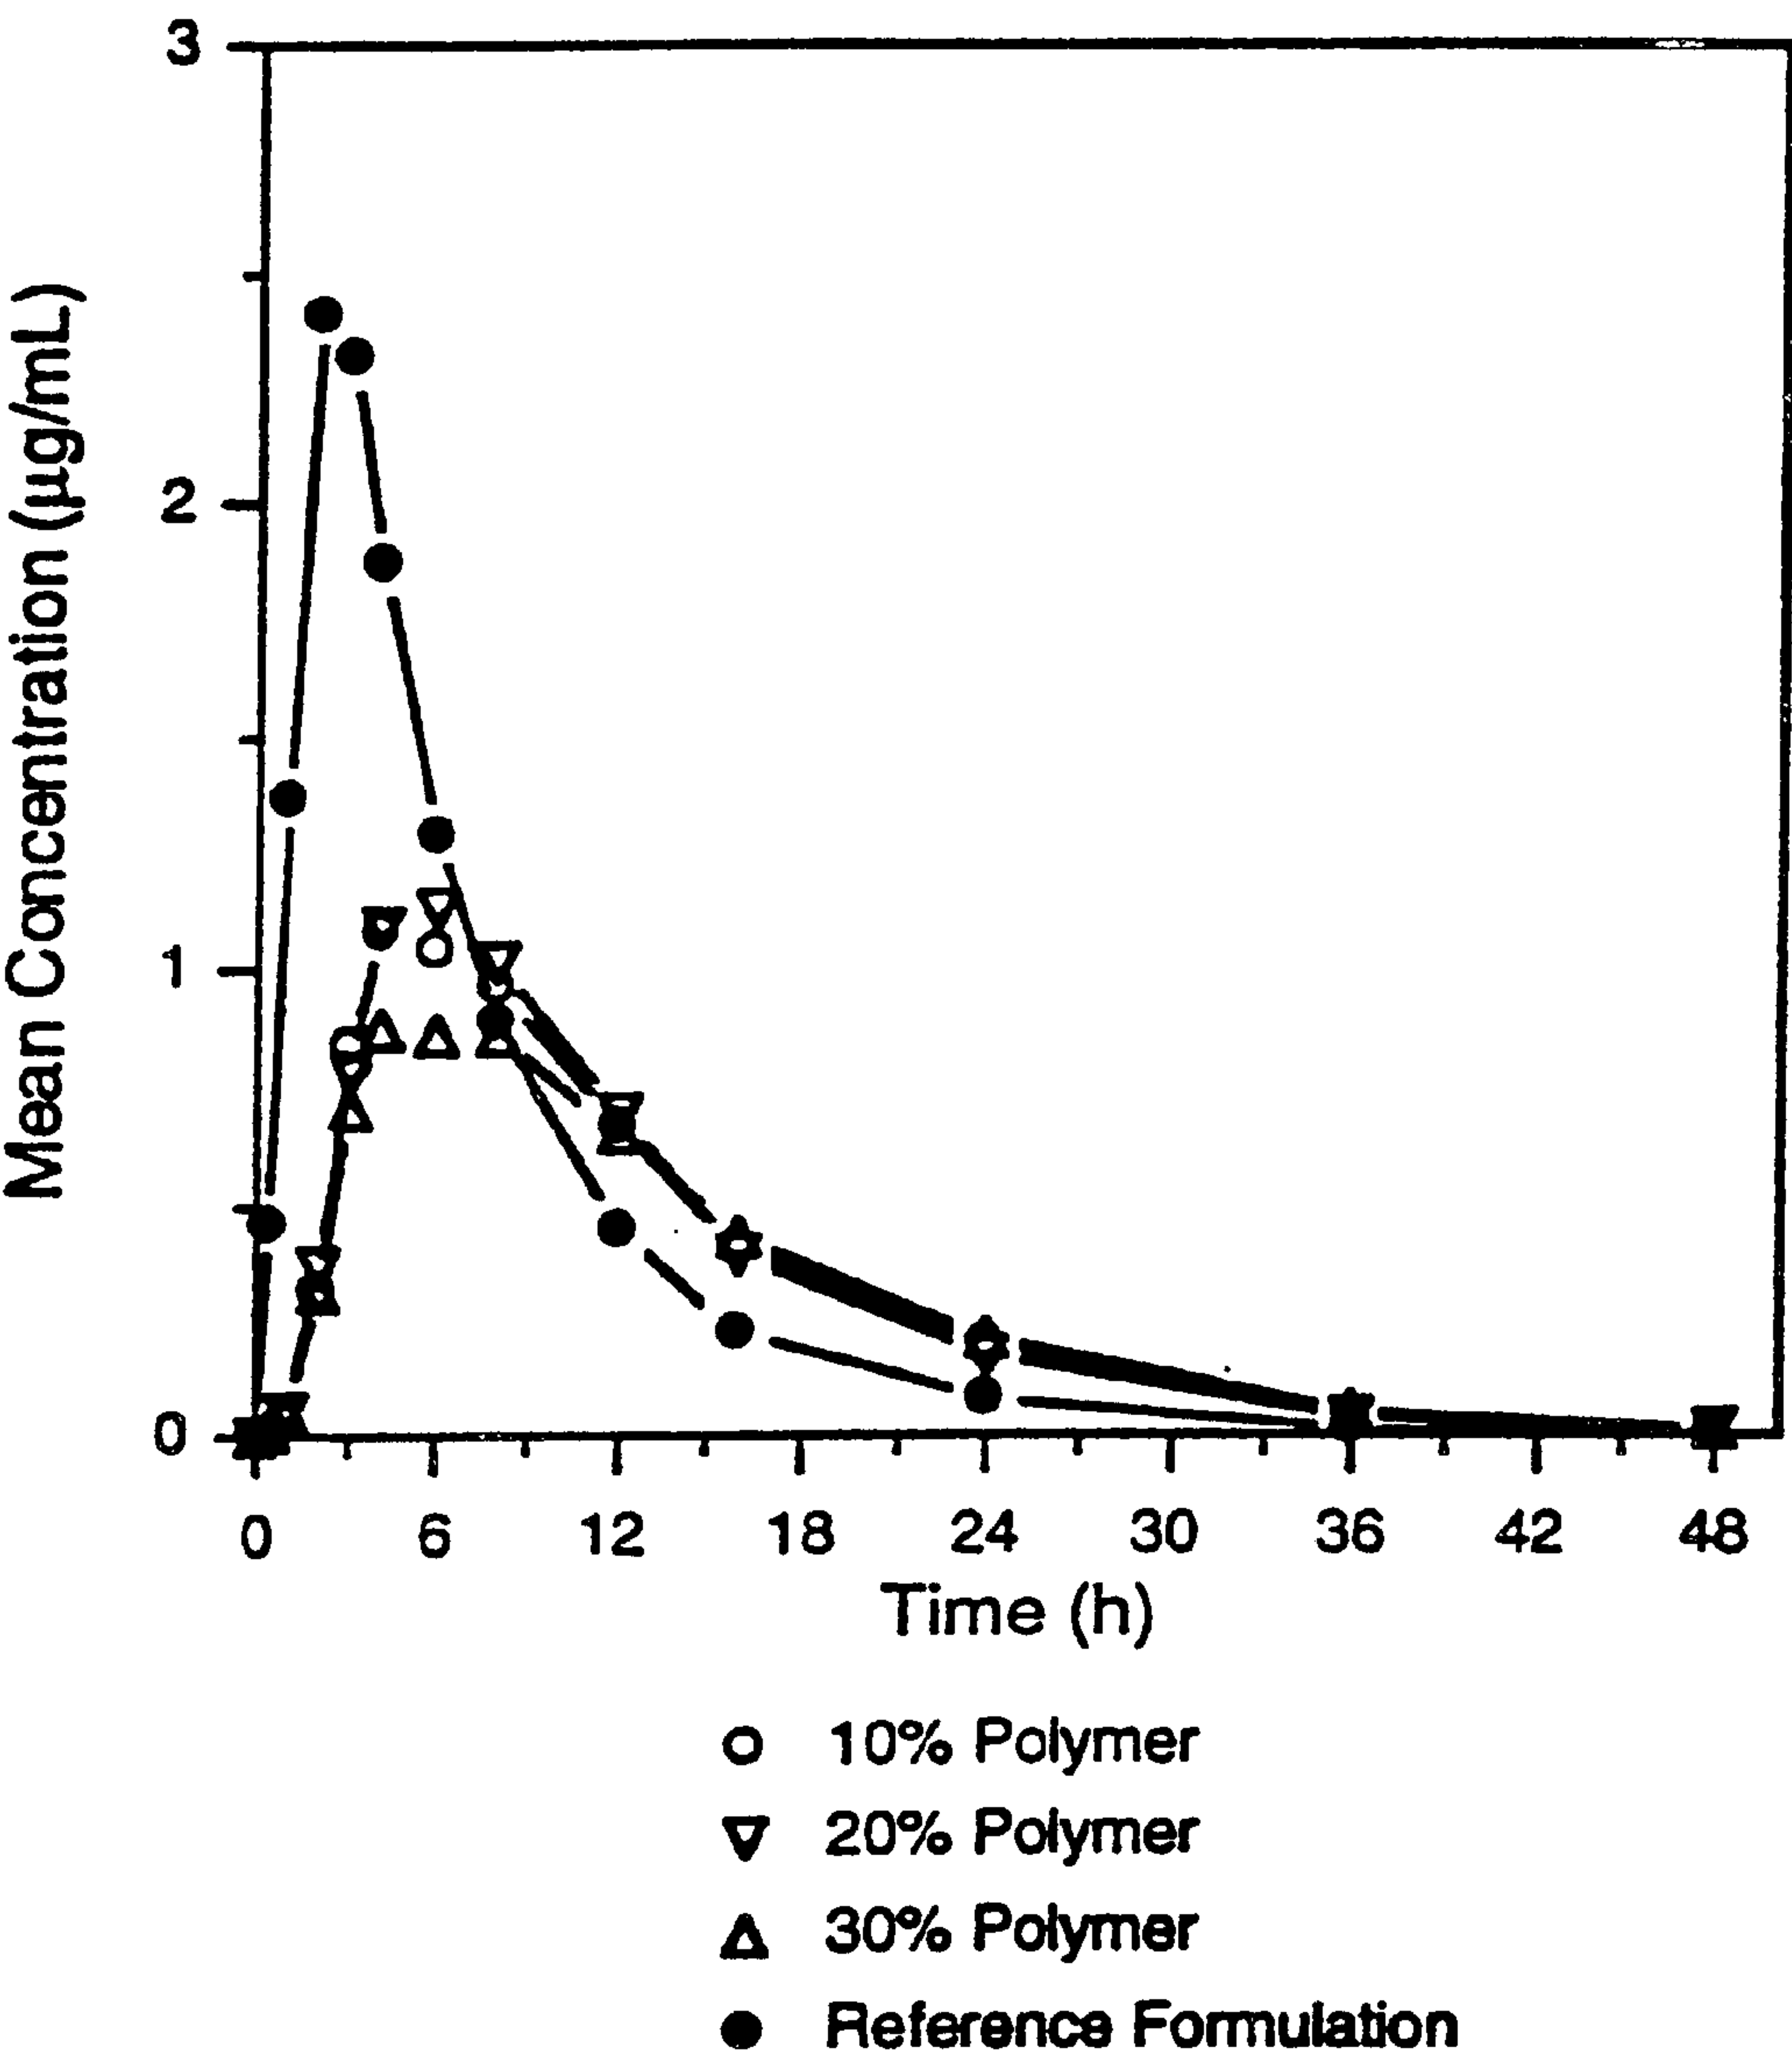 3
2
1
0
Mean Concentration (µg/mL)
0 6 12 18 24 30 36 42 48
Time (h)
10% Polymer
20% Polymer
30% Polymer
Reference Formulation